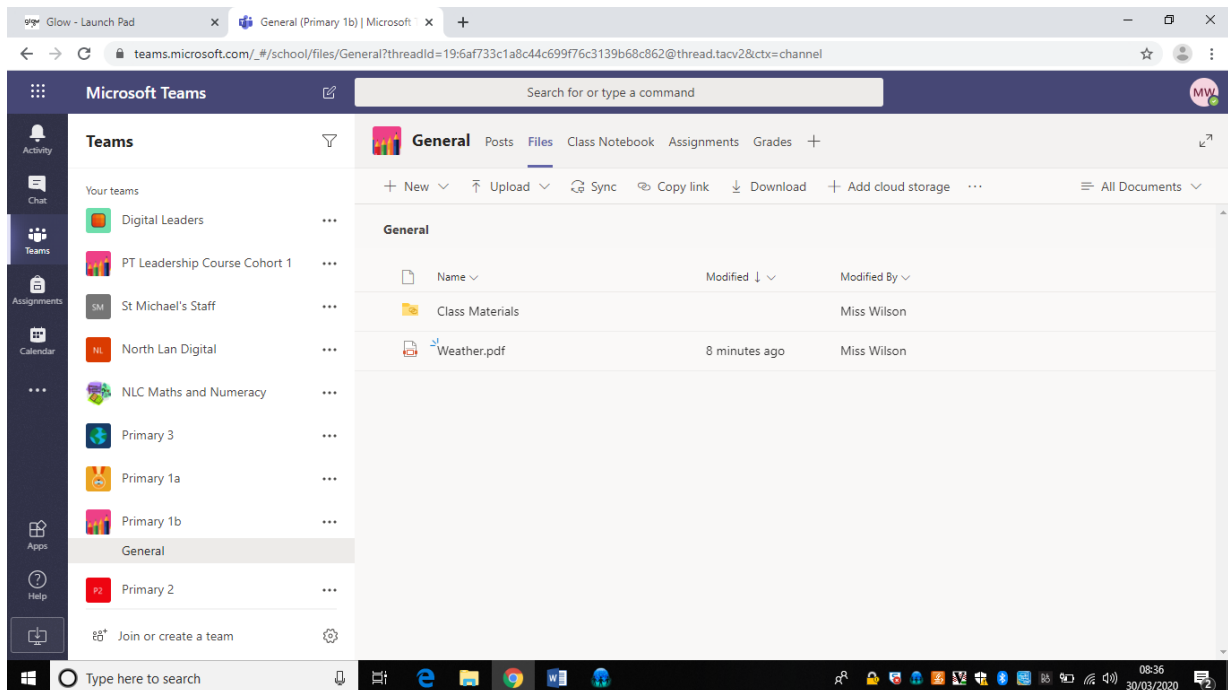 glow Glow - Launch Pad
General (Primary 1b) | Microsoft T
teams.microsoft.com/_#/school/files/General?threadId=19:6af733c1a8c44c699f76c3139b68c862@thread.tacv2&ctx=channel
Microsoft Teams
Search for or type a command
MW
Activity
Chat
Teams
Assignments
Calendar
Apps
Help
Teams
Your teams
Digital Leaders
PT Leadership Course Cohort 1
SM St Michael's Staff
NL North Lan Digital
NLC Maths and Numeracy
Primary 3
Primary 1a
Primary 1b
General
P2 Primary 2
Join or create a team
General Posts Files Class Notebook Assignments Grades
New Upload Sync Copy link Download Add cloud storage All Documents
General
Name Modified Modified By
Class Materials Miss Wilson
Weather.pdf 8 minutes ago Miss Wilson
Type here to search
08:36
30/03/2020
2